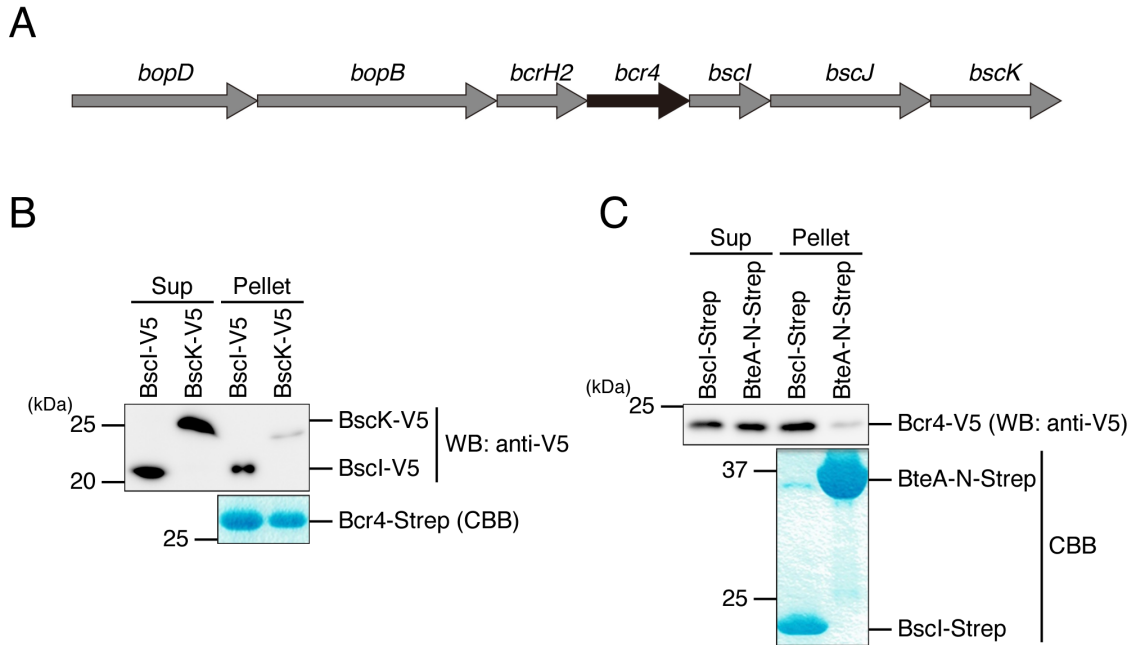 A
bopD bopB bcrH2 bcr4 bscI bscJ bscK
B
Sup Pellet
BscI-V5 BscK-V5 BscI-V5 BscK-V5
(kDa)
25
BscK-V5
WB: anti-V5
BscI-V5
20
Bcr4-Strep (CBB)
25
C
Sup Pellet
BscI-Strep BteA-N-Strep BscI-Strep BteA-N-Strep
(kDa)
25
Bcr4-V5 (WB: anti-V5)
37
BteA-N-Strep
CBB
25
BscI-Strep